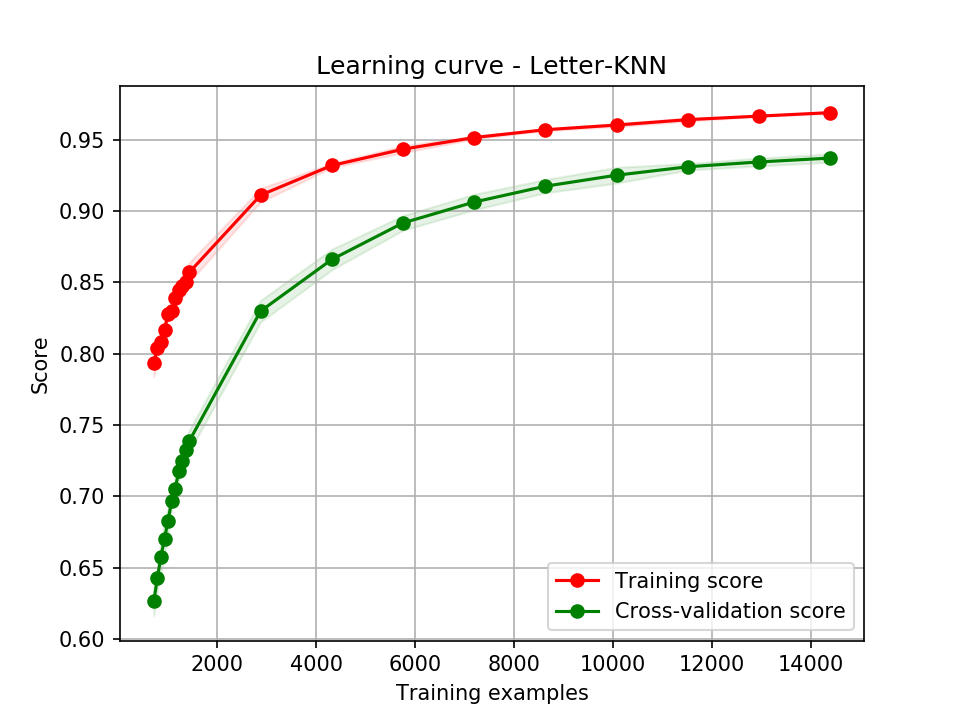 Learning curve - Letter-KNN
Score
0.95
0.90
0.85
0.80
0.75
0.70
0.65
0.60
Training score
Cross-validation score
2000 4000 6000 8000 10000 12000 14000
Training examples